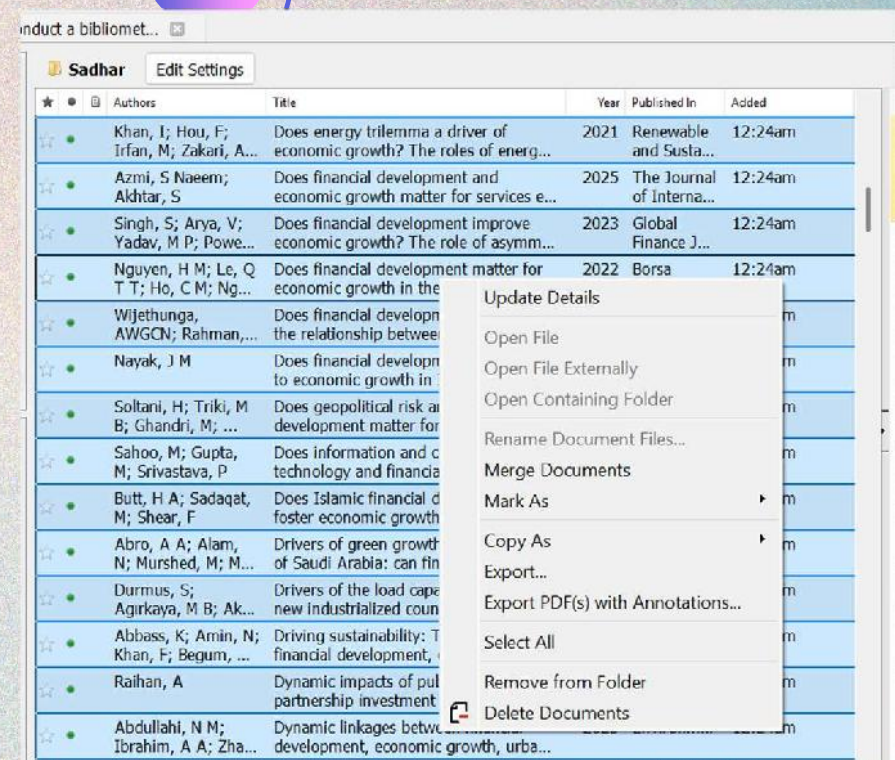 nduct a bibliomet...
Sadhar Edit Settings
Authors Title Year Published In Added
Khan, I; Hou, F; Does energy trilemma a driver of 2021 Renewable 12:24am
Irfan, M; Zakari, A... economic growth? The roles of energ... and Susta...
Azmi, S Naeem; Does financial development and 2025 The Journal 12:24am
Akhtar, S economic growth matter for services e... of Interna...
Singh, S; Arya, V; Does financial development improve 2023 Global 12:24am
Yadav, M P; Powe... economic growth? The role of asymm... Finance J...
Nguyen, H M; Le, Q Does financial development matter for 2022 Borsa 12:24am
T T; Ho, C M; Ng... economic growth in the
Wijethunga, Does financial developm m
AWGCN; Rahman,... the relationship betwee
Nayak, J M Does financial developm m
to economic growth in
Soltani, H; Triki, M Does geopolitical risk a m
B; Ghandri, M; ... development matter for
Sahoo, M; Gupta, Does information and c m
M; Srivastava, P technology and financia
Butt, H A; Sadaqat, Does Islamic financial d m
M; Shear, F foster economic growth
Abro, A A; Alam, Drivers of green growth m
N; Murshed, M; M... of Saudi Arabia: can fin
Durmus, S; Drivers of the load capa m
Agırkaya, M B; Ak... new industrialized coun
Abbass, K; Amin, N; Driving sustainability: T m
Khan, F; Begum, ... financial development,
Raihan, A Dynamic impacts of pu m
partnership investment
Abdullahi, N M; Dynamic linkages betw m
Ibrahim, A A; Zha... development, economic growth, urba...
Update Details
Open File
Open File Externally
Open Containing Folder
Rename Document Files...
Merge Documents
Mark As
Copy As
Export...
Export PDF(s) with Annotations...
Select All
Remove from Folder
Delete Documents